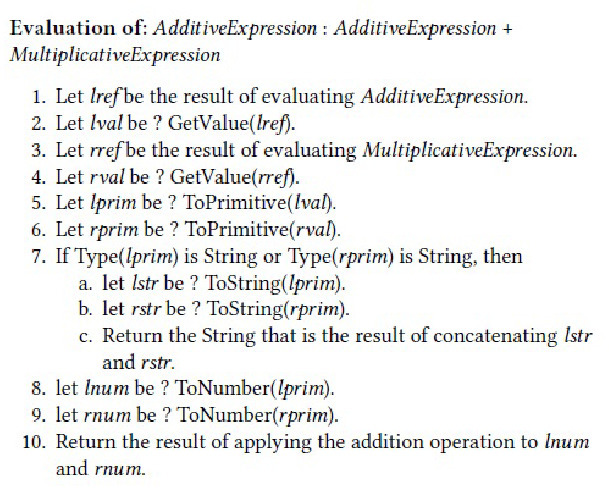 Evaluation of: AdditiveExpression : AdditiveExpression +
MultiplicativeExpression
1. Let lref be the result of evaluating AdditiveExpression.
2. Let lval be ? GetValue(lref).
3. Let rref be the result of evaluating MultiplicativeExpression.
4. Let rval be ? GetValue(rref).
5. Let lprim be ? ToPrimitive(lval).
6. Let rprim be ? ToPrimitive(rval).
7. If Type(lprim) is String or Type(rprim) is String, then
a. let lstr be ? ToString(lprim).
b. let rstr be ? ToString(rprim).
c. Return the String that is the result of concatenating lstr
and rstr.
8. let lnum be ? ToNumber(lprim).
9. let rnum be ? ToNumber(rprim).
10. Return the result of applying the addition operation to lnum
and rnum.